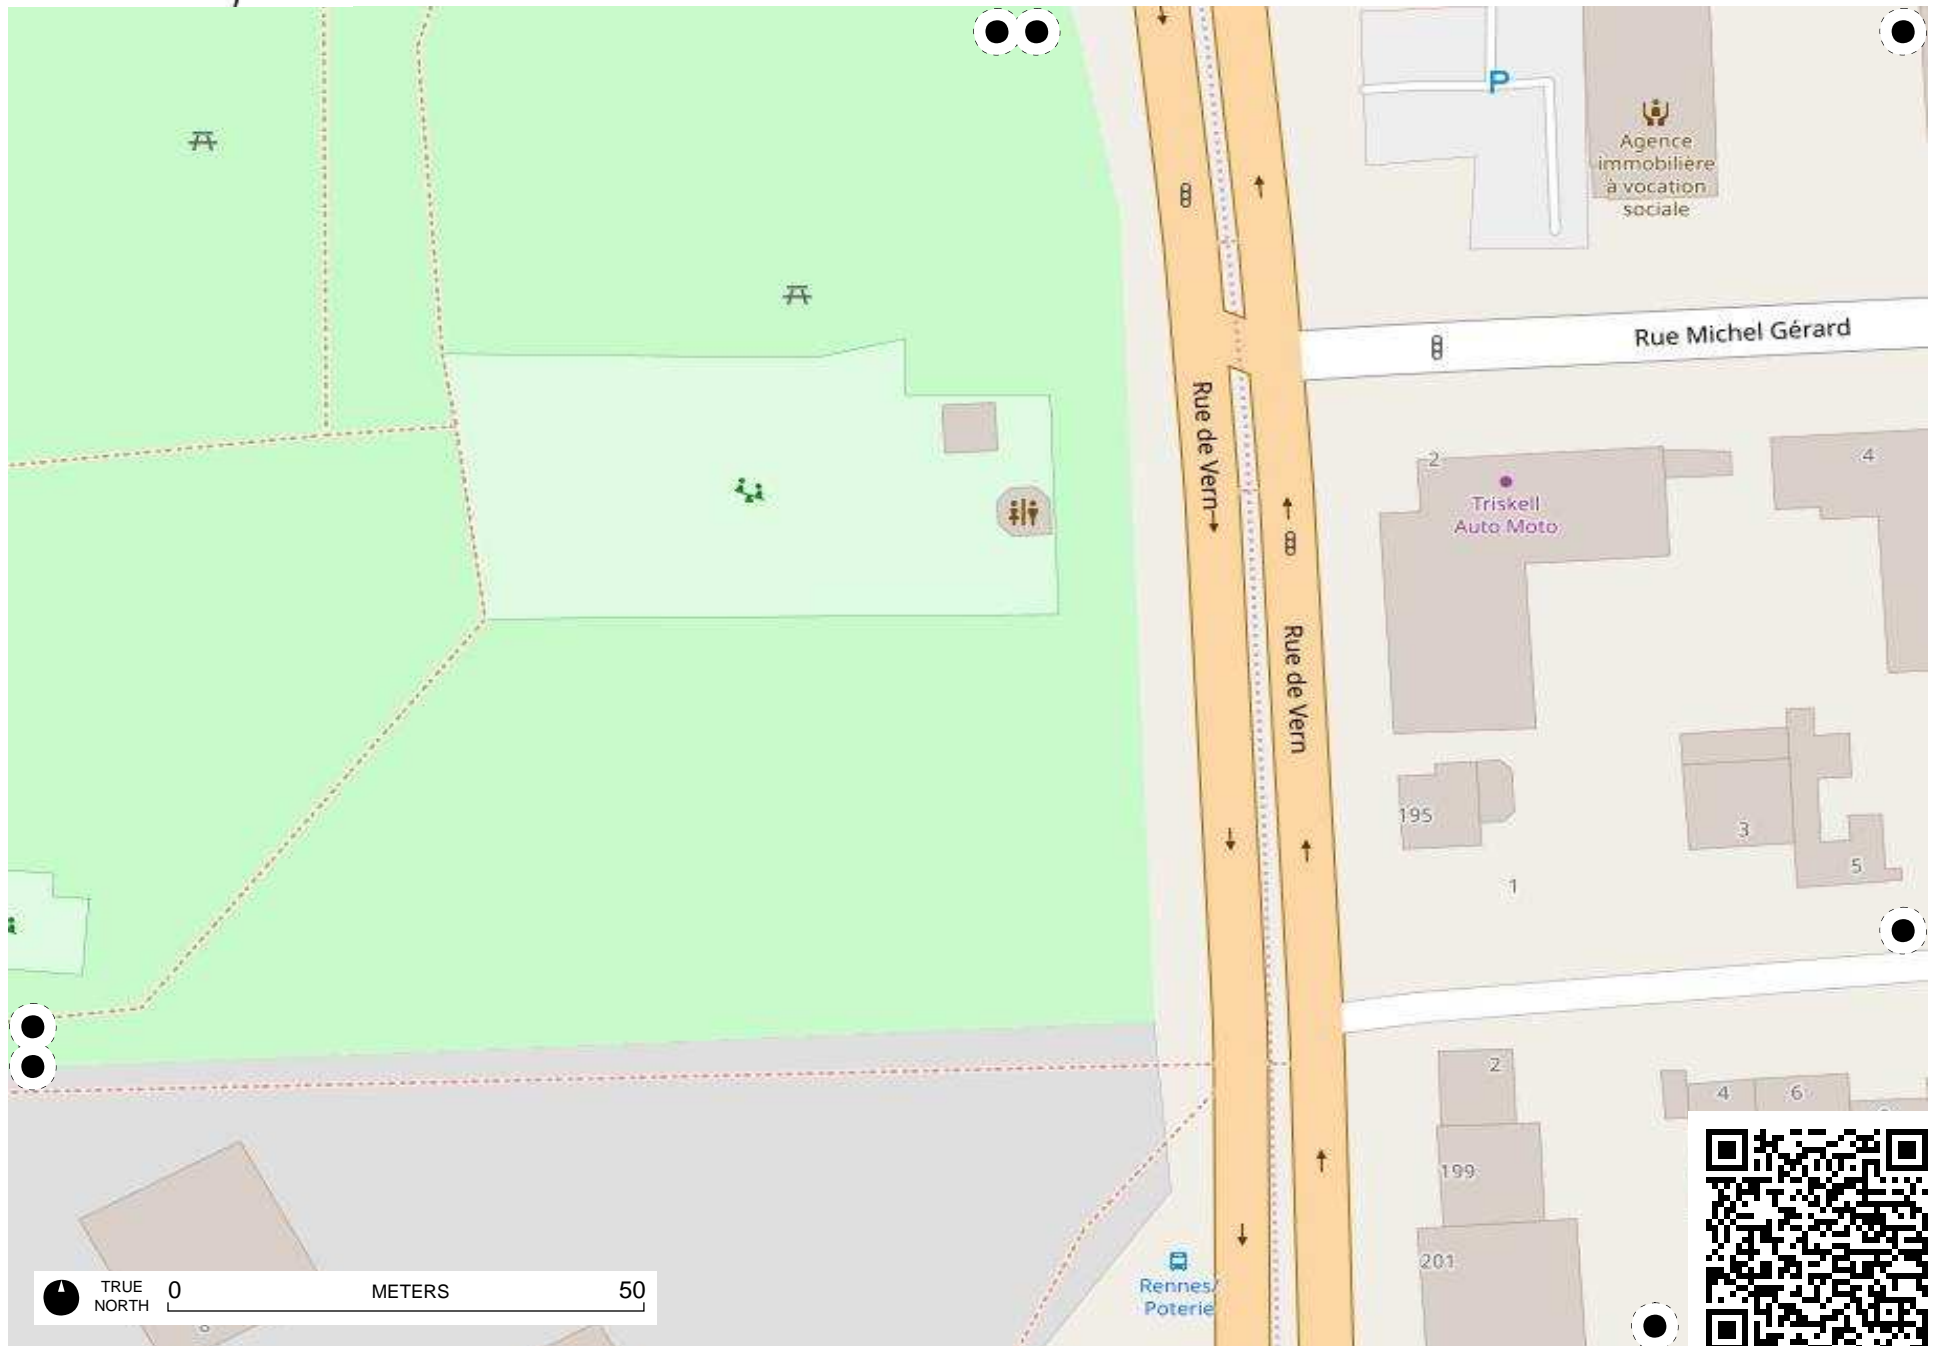 P
Agence
immobilière
à vocation
sociale
Rue Michel Gérard
Rue de Vern
2
4
Triskell
Auto Moto
Rue de Vern
195
3
5
1
2
4
6
199
201
Rennes/
Poterie
TRUE
NORTH
0
METERS
50